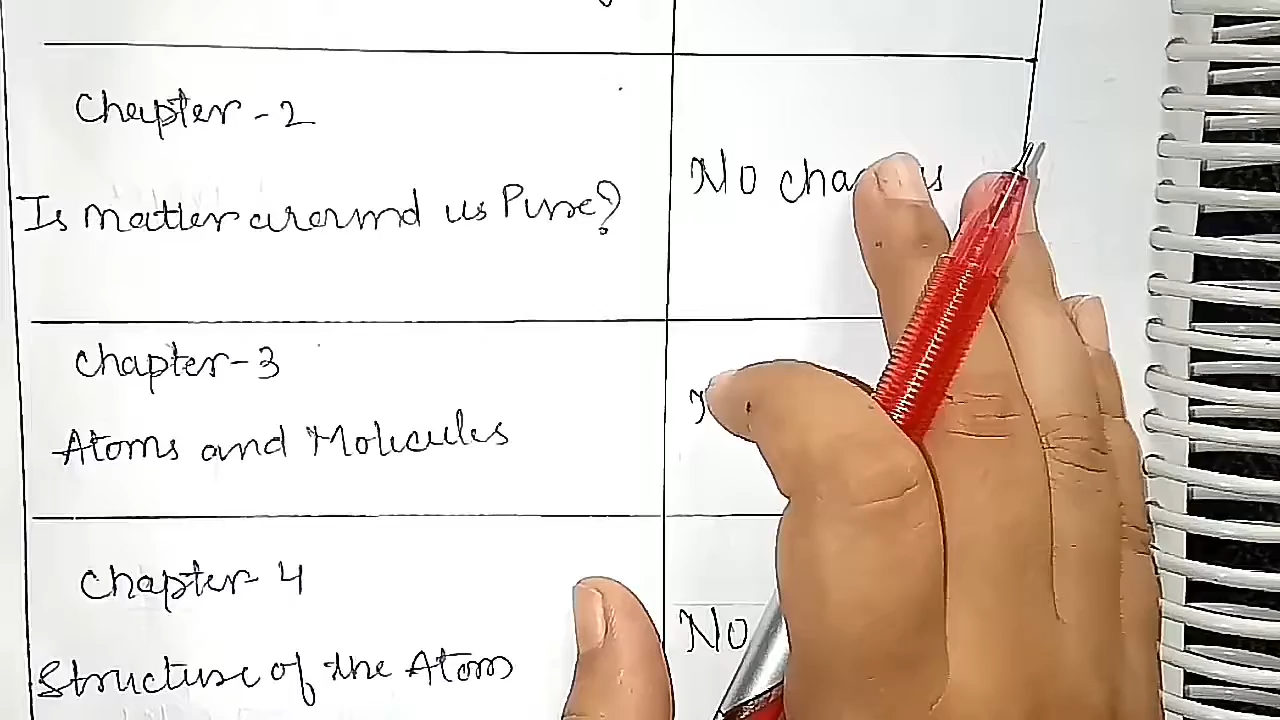 Chapter - 2
Is matter around us Pure?
No
Chapter - 3
Atoms and Molecules
Chapter - 4
Structure of the Atom
No